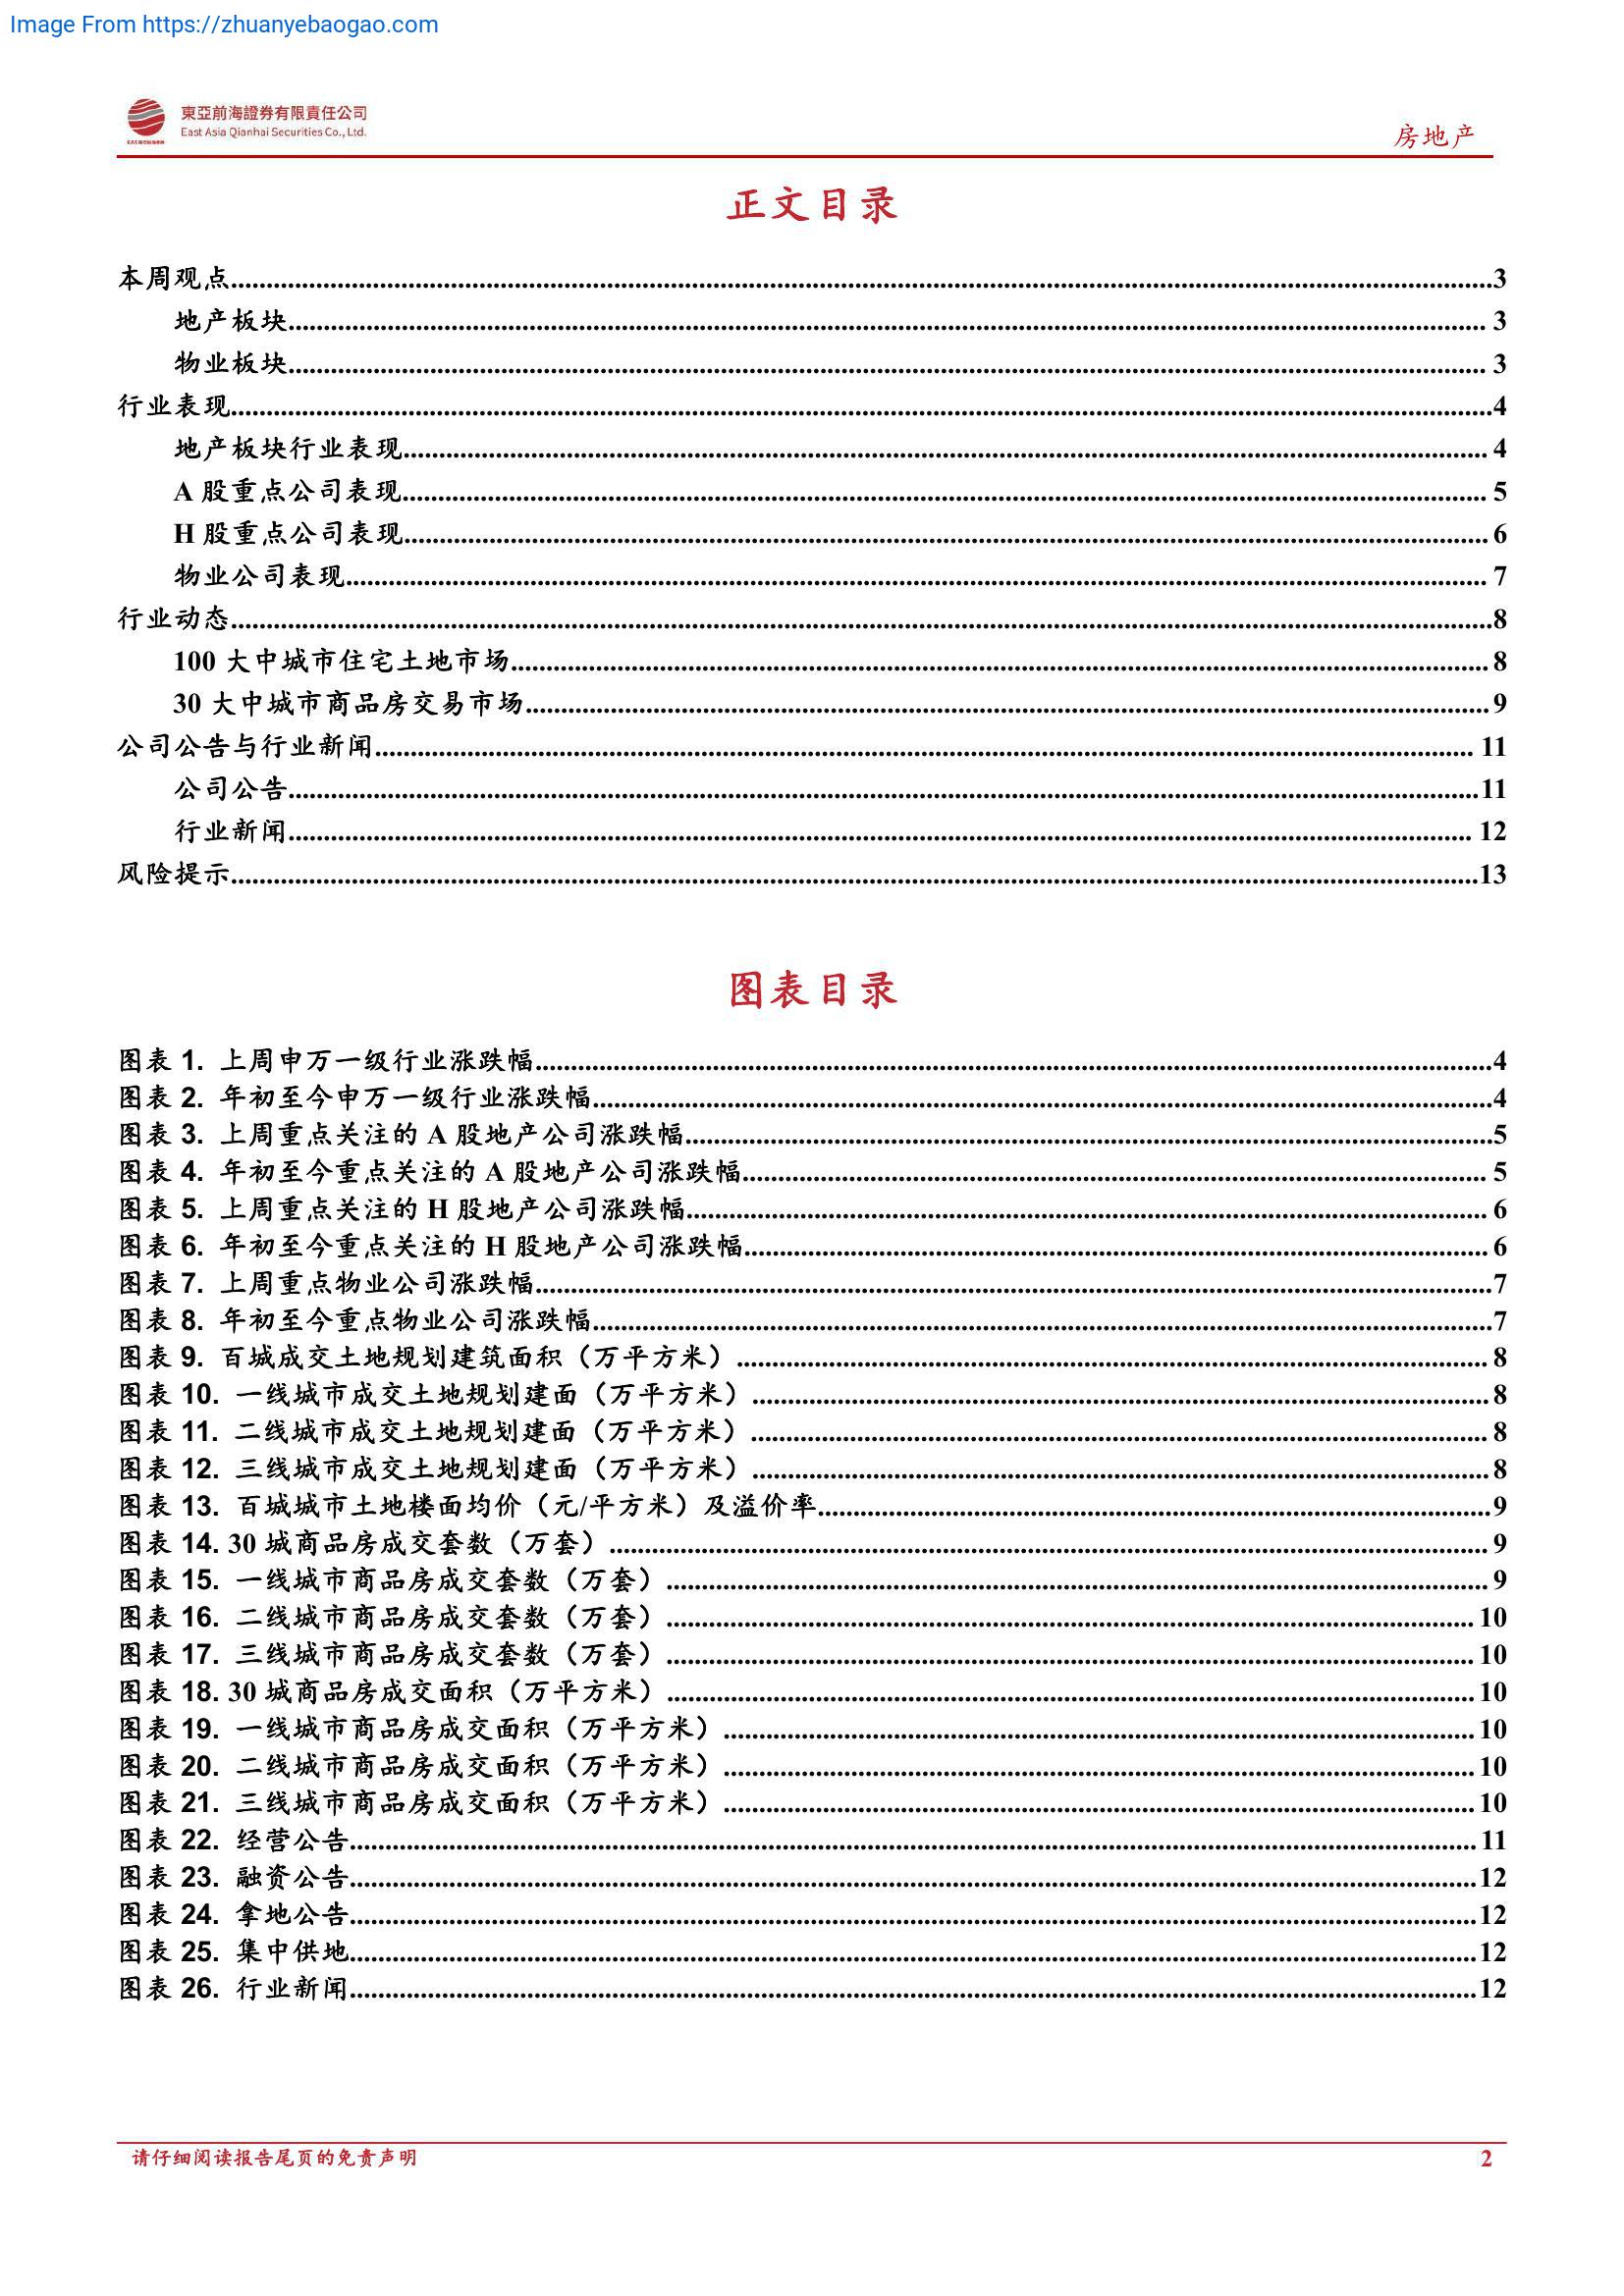 Image From https://zhuanyebaogao.com
東亞前海證券有限責任公司
East Asia Qianhai Securities Co., Ltd.
房地产
正文目录
本周观点 3
地产板块 3
物业板块 3
行业表现 4
地产板块行业表现 4
A 股重点公司表现 5
H 股重点公司表现 6
物业公司表现 7
行业动态 8
100 大中城市住宅土地市场 8
30 大中城市商品房交易市场 9
公司公告与行业新闻 11
公司公告 11
行业新闻 12
风险提示 13
图表目录
图表 1. 上周申万一级行业涨跌幅 4
图表 2. 年初至今申万一级行业涨跌幅 4
图表 3. 上周重点关注的 A 股地产公司涨跌幅 5
图表 4. 年初至今重点关注的 A 股地产公司涨跌幅 5
图表 5. 上周重点关注的 H 股地产公司涨跌幅 6
图表 6. 年初至今重点关注的 H 股地产公司涨跌幅 6
图表 7. 上周重点物业公司涨跌幅 7
图表 8. 年初至今重点物业公司涨跌幅 7
图表 9. 百城成交土地规划建筑面积（万平方米） 8
图表 10. 一线城市成交土地规划建面（万平方米） 8
图表 11. 二线城市成交土地规划建面（万平方米） 8
图表 12. 三线城市成交土地规划建面（万平方米） 8
图表 13. 百城城市土地楼面均价（元/平方米）及溢价率 9
图表 14. 30 城商品房成交套数（万套） 9
图表 15. 一线城市商品房成交套数（万套） 9
图表 16. 二线城市商品房成交套数（万套） 10
图表 17. 三线城市商品房成交套数（万套） 10
图表 18. 30 城商品房成交面积（万平方米） 10
图表 19. 一线城市商品房成交面积（万平方米） 10
图表 20. 二线城市商品房成交面积（万平方米） 10
图表 21. 三线城市商品房成交面积（万平方米） 10
图表 22. 经营公告 11
图表 23. 融资公告 12
图表 24. 拿地公告 12
图表 25. 集中供地 12
图表 26. 行业新闻 12
请仔细阅读报告尾页的免责声明 2